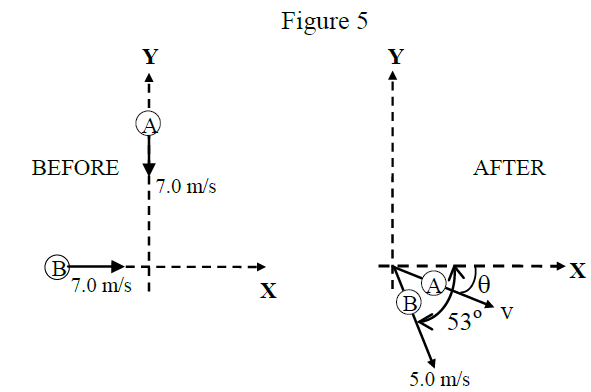 Figure 5
Y
A
BEFORE
7.0 m/s
B
7.0 m/s
X
Y
AFTER
X
A
θ
B
v
53°
5.0 m/s